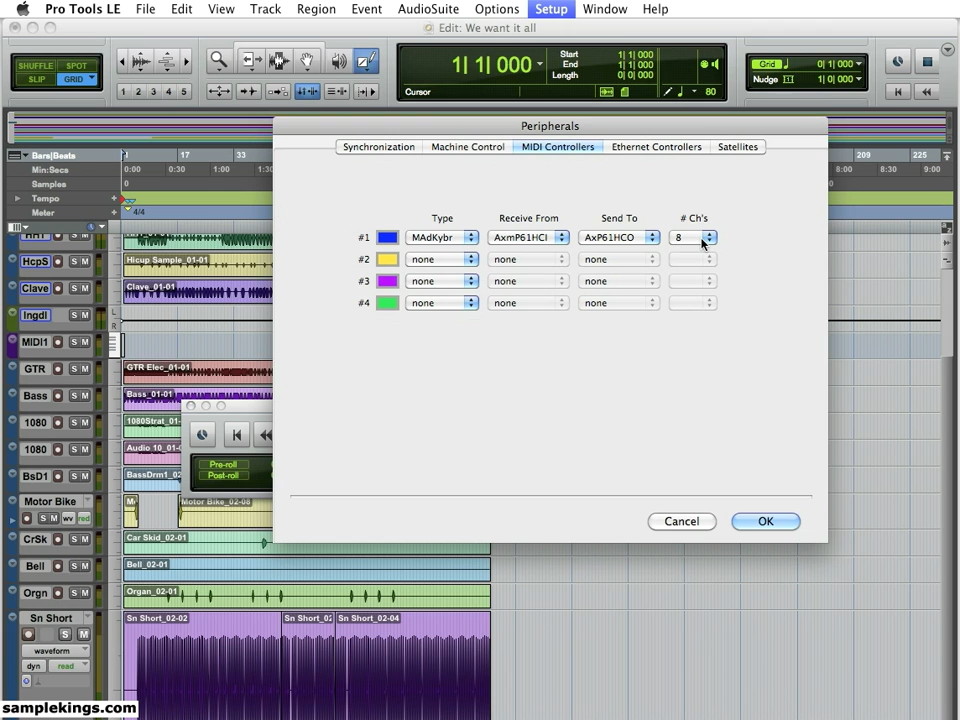 Pro Tools LE File Edit View Track Region Event AudioSuite Options Setup Window Help
Edit: We want it all
SHUFFLE SPOT
SLIP GRID
1 2 3 4 5
1| 1| 000
Start 1| 1| 000
End 1| 1| 000
Length 0| 0| 000
Cursor
80
Grid 0| 1| 000
Nudge 0| 1| 000
Peripherals
Synchronization Machine Control MIDI Controllers Ethernet Controllers Satellites
Type Receive From Send To # Ch's
#1 MAdKybr AxmP61HCI AxP61HCO 8
#2 none none none
#3 none none none
#4 none none none
Cancel OK
Bars|Beats 17 33 209 225
Min:Secs 0:00 0:30 1:00 8:00 8:30 9:00
Samples 0
Tempo
Meter 4/4
HcpS S M Hicup Sample_01-01
Clave S M Clave_01-01
Ingdl S M L
R
MIDI1 S M
GTR S M GTR Elec_01-01
Bass S M Bass_01-01
1080 S M 1080Strat_01-
1080 S M Audio 10_01-
BsD1 S M BassDrm1_02
Pre-roll
Post-roll
Motor Bike Motor Bike_02-08
S M wv red
CrSk S M Car Skid_02-01
Bell S M Bell_02-01
Orgn S M Organ_02-01
Sn Short Sn Short_02-02 Sn Short_02 Sn Short_02-04
S M
waveform
dyn read
samplekings.com